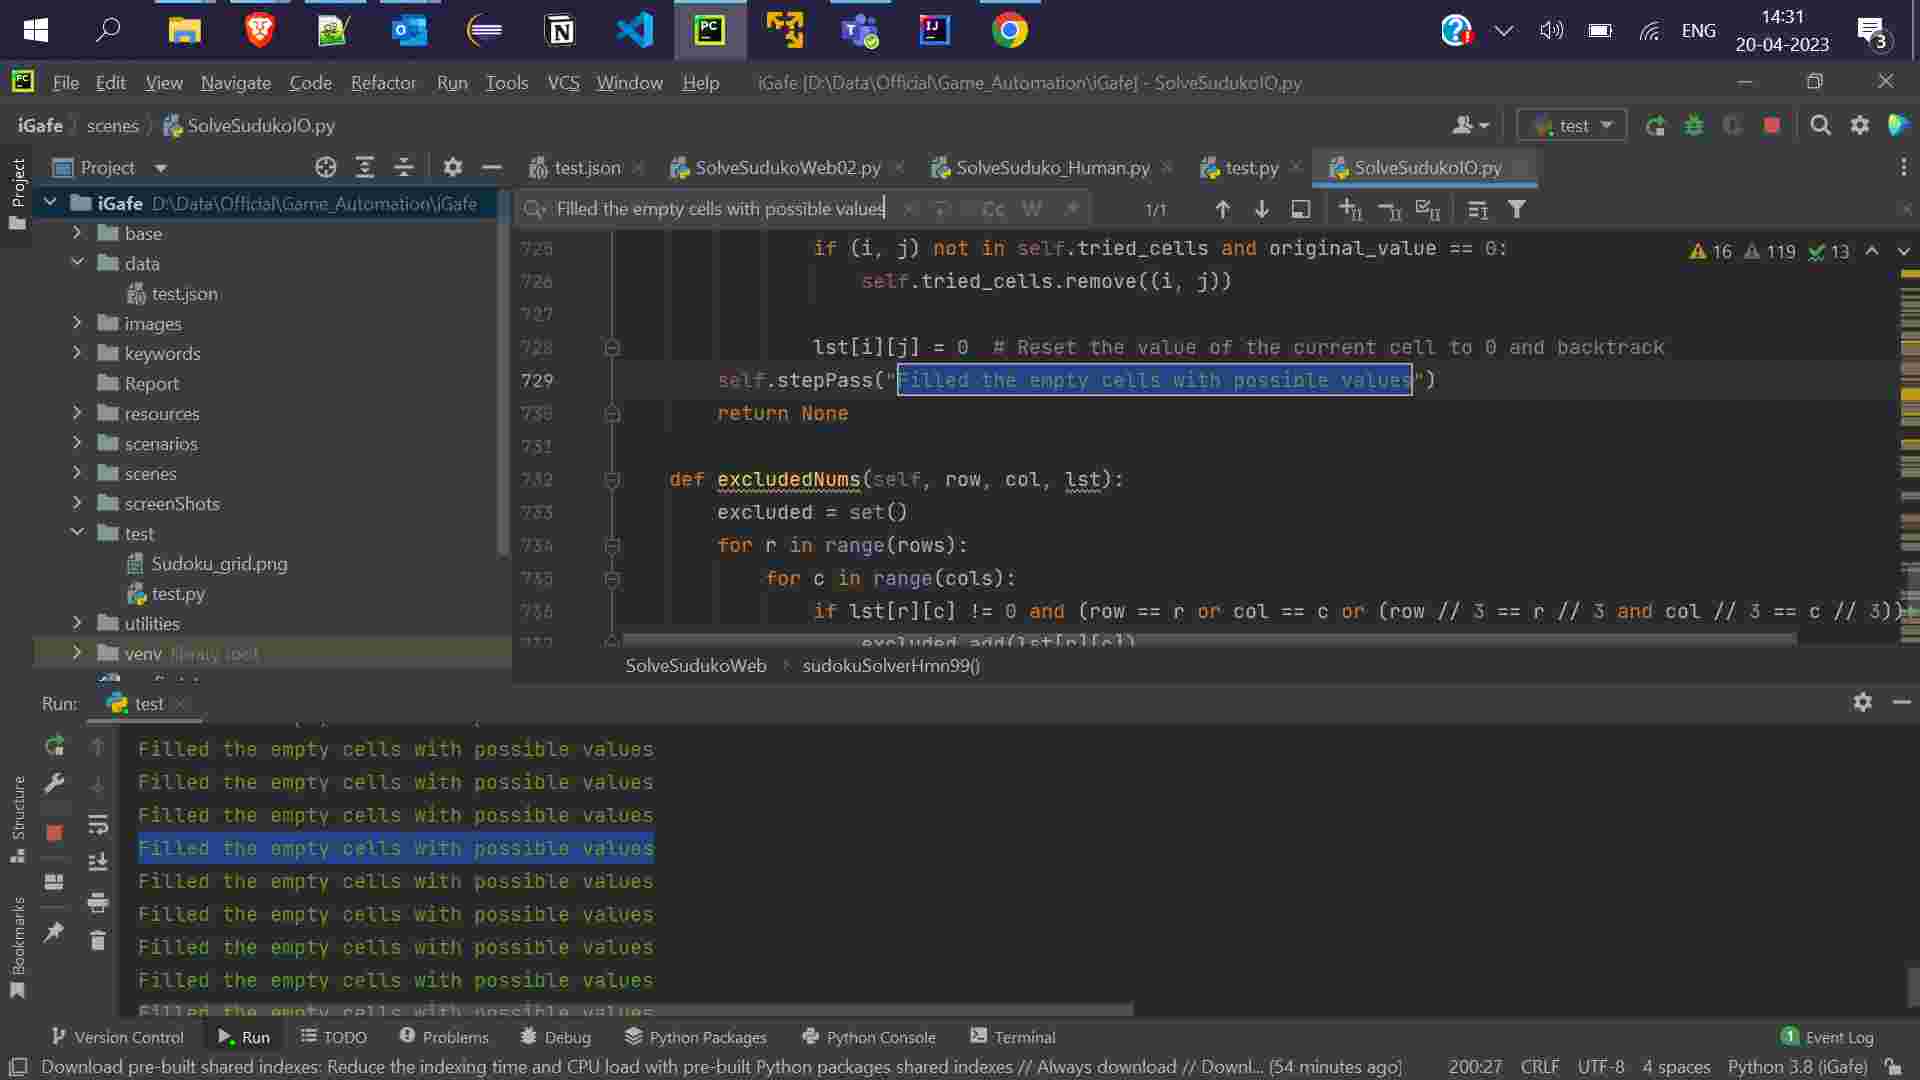 ENG
14:31
20-04-2023
3
File Edit View Navigate Code Refactor Run Tools VCS Window Help iGafe [D:\Data\Official\Game_Automation\iGafe] - SolveSudukoIO.py
iGafe scenes SolveSudukoIO.py
test
Project
test.json SolveSudukoWeb02.py SolveSuduko_Human.py test.py SolveSudukoIO.py
Project
iGafe D:\Data\Official\Game_Automation\iGafe
base
data
test.json
images
keywords
Report
resources
scenarios
scenes
screenShots
test
Sudoku_grid.png
test.py
utilities
venv library root
Filled the empty cells with possible values Cc W 1/1
16 119 13
725 if (i, j) not in self.tried_cells and original_value == 0:
726 self.tried_cells.remove((i, j))
727
728 lst[i][j] = 0 # Reset the value of the current cell to 0 and backtrack
729 self.stepPass("Filled the empty cells with possible values")
730 return None
731
732 def excludedNums(self, row, col, lst):
733 excluded = set()
734 for r in range(rows):
735 for c in range(cols):
736 if lst[r][c] != 0 and (row == r or col == c or (row // 3 == r // 3 and col // 3 == c // 3)):
737 excluded.add(lst[r][c])
SolveSudukoWeb sudokuSolverHmn99()
Run: test
Filled the empty cells with possible values
Filled the empty cells with possible values
Filled the empty cells with possible values
Filled the empty cells with possible values
Filled the empty cells with possible values
Filled the empty cells with possible values
Filled the empty cells with possible values
Filled the empty cells with possible values
Filled the empty cells with possible values
Structure
Bookmarks
Version Control Run TODO Problems Debug Python Packages Python Console Terminal 1 Event Log
Download pre-built shared indexes: Reduce the indexing time and CPU load with pre-built Python packages shared indexes // Always download // Downl... (54 minutes ago) 200:27 CRLF UTF-8 4 spaces Python 3.8 (iGafe)